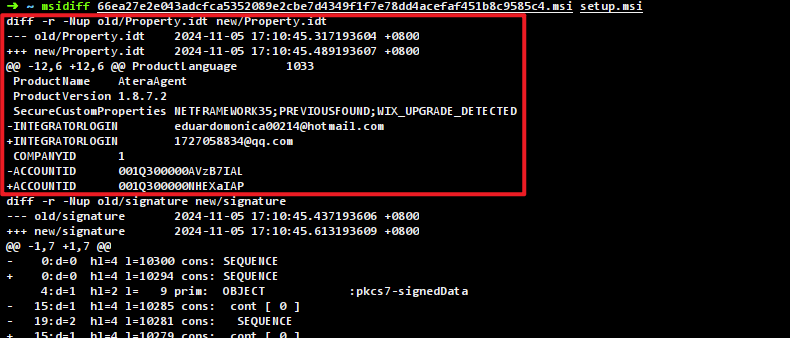 ➜ ~ msidiff 66ea27e2e043adcfca5352089e2cbe7d4349f1f7e78dd4acefaf451b8c9585c4.msi setup.msi
diff -r -Nup old/Property.idt new/Property.idt
--- old/Property.idt 2024-11-05 17:10:45.317193604 +0800
+++ new/Property.idt 2024-11-05 17:10:45.489193607 +0800
@@ -12,6 +12,6 @@ ProductLanguage 1033
ProductName AteraAgent
ProductVersion 1.8.7.2
SecureCustomProperties NETFRAMEWORK35;PREVIOUSFOUND;WIX_UPGRADE_DETECTED
-INTEGRATORLOGIN eduardomonica00214@hotmail.com
+INTEGRATORLOGIN 1727058834@qq.com
COMPANYID 1
-ACCOUNTID 001Q300000AVzB7IAL
+ACCOUNTID 001Q300000NHEXaIAP
diff -r -Nup old/signature new/signature
--- old/signature 2024-11-05 17:10:45.437193606 +0800
+++ new/signature 2024-11-05 17:10:45.613193609 +0800
@@ -1,7 +1,7 @@
- 0:d=0 hl=4 l=10300 cons: SEQUENCE
+ 0:d=0 hl=4 l=10294 cons: SEQUENCE
4:d=1 hl=2 l= 9 prim: OBJECT :pkcs7-signedData
- 15:d=1 hl=4 l=10285 cons: cont [ 0 ]
- 19:d=2 hl=4 l=10281 cons: SEQUENCE
+ 15:d=1 hl=4 l=10279 cons: cont [ 0 ]